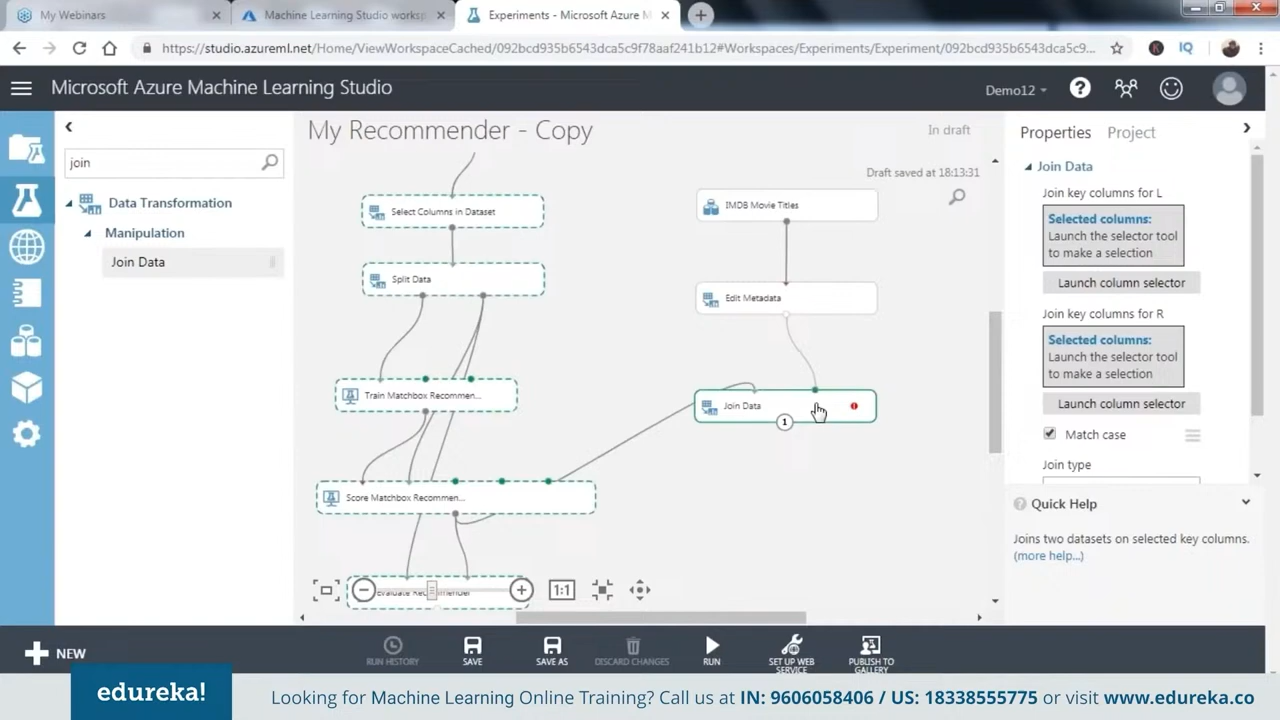 My Webinars
Machine Learning Studio worksp
Experiments - Microsoft Azure M
https://studio.azureml.net/Home/ViewWorkspaceCached/092bcd935b6543dca5c9f78aaf241b12#Workspaces/Experiments/Experiment/092bcd935b6543dca5c9...
Microsoft Azure Machine Learning Studio
Demo12
join
Data Transformation
Manipulation
Join Data
My Recommender - Copy
In draft
Draft saved at 18:13:31
Select Columns in Dataset
Split Data
Train Matchbox Recommen...
Score Matchbox Recommen...
Evaluate Recommender
IMDB Movie Titles
Edit Metadata
Join Data
1
1:1
Properties
Project
Join Data
Join key columns for L
Selected columns:
Launch the selector tool
to make a selection
Launch column selector
Join key columns for R
Selected columns:
Launch the selector tool
to make a selection
Launch column selector
Match case
Join type
Quick Help
Joins two datasets on selected key columns.
(more help...)
NEW
RUN HISTORY
SAVE
SAVE AS
DISCARD CHANGES
RUN
SET UP WEB
SERVICE
PUBLISH TO
GALLERY
edureka!
Looking for Machine Learning Online Training? Call us at IN: 9606058406 / US: 18338555775 or visit www.edureka.co